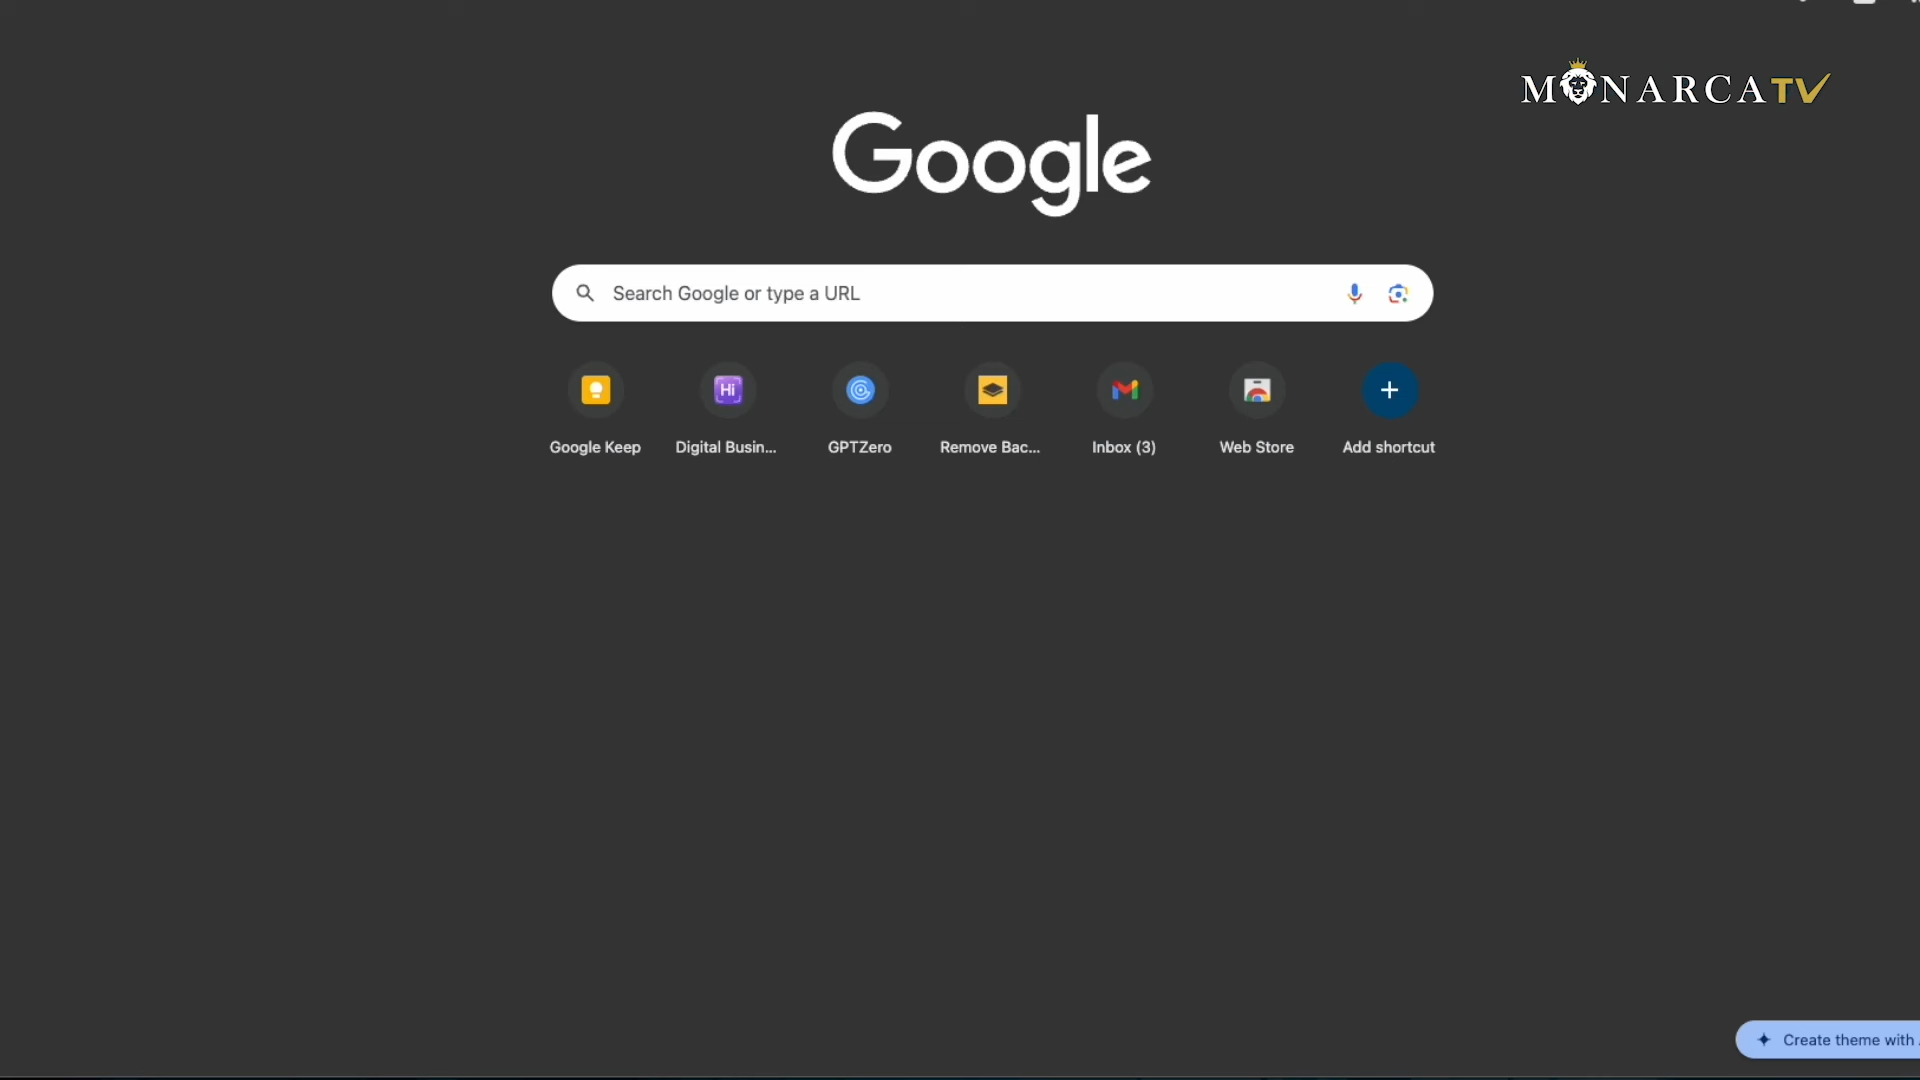 MONARCATV
Google
Search Google or type a URL
Hi
Google Keep
Digital Busin...
GPTZero
Remove Bac...
Inbox (3)
Web Store
Add shortcut
Create theme with